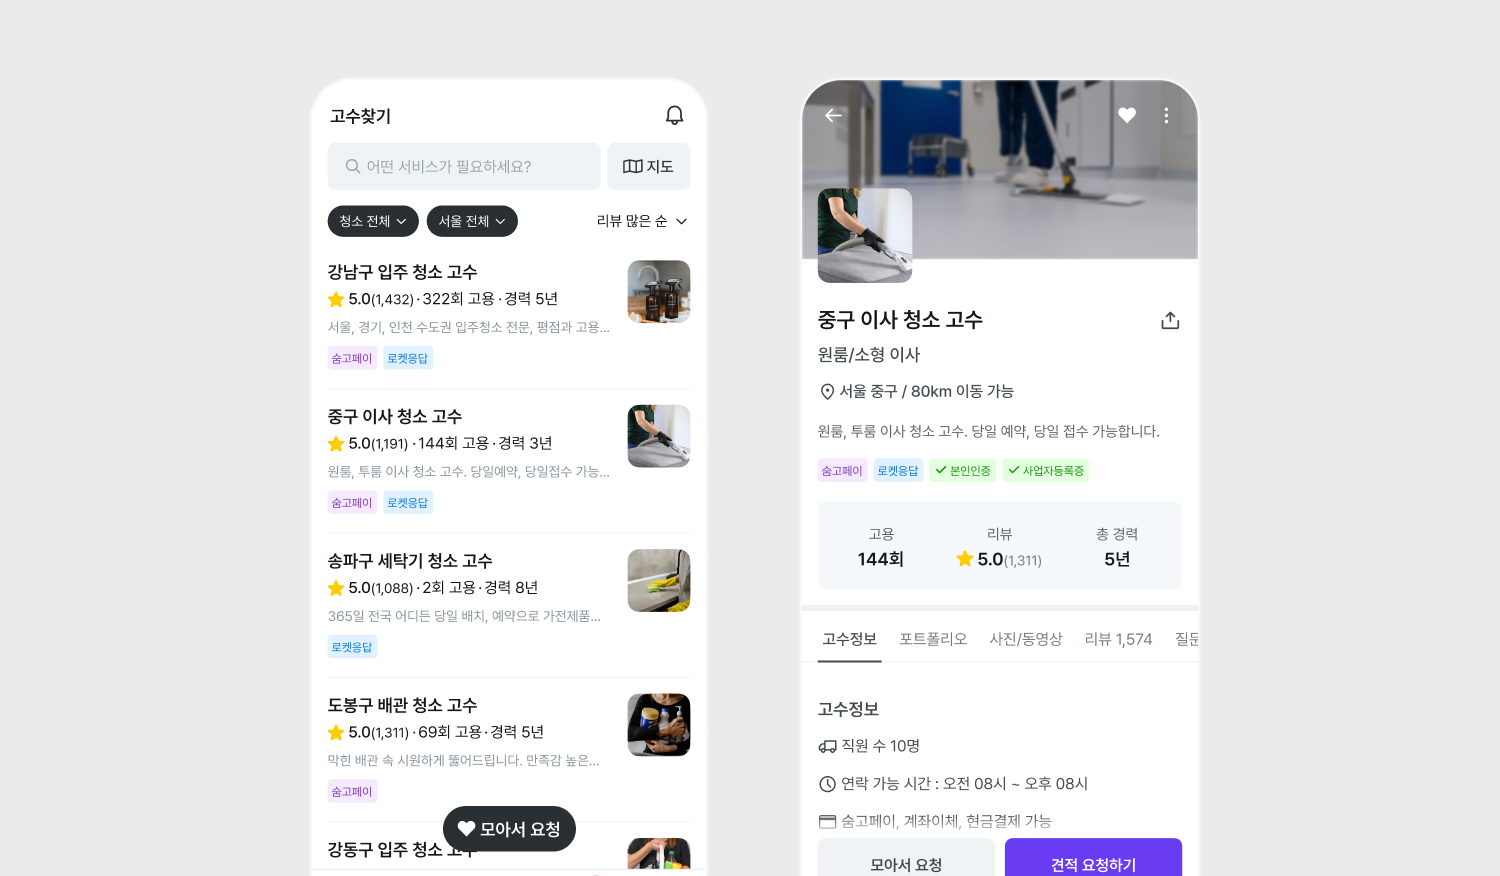 고수찾기
어떤 서비스가 필요하세요?
지도
청소 전체
서울 전체
리뷰 많은 순
강남구 입주 청소 고수
5.0(1,432) · 322회 고용 · 경력 5년
서울, 경기, 인천 수도권 입주청소 전문, 평점과 고용...
숨고페이 로켓응답
중구 이사 청소 고수
5.0(1,191) · 144회 고용 · 경력 3년
원룸, 투룸 이사 청소 고수. 당일예약, 당일접수 가능...
숨고페이 로켓응답
송파구 세탁기 청소 고수
5.0(1,088) · 2회 고용 · 경력 8년
365일 전국 어디든 당일 배치, 예약으로 가전제품...
로켓응답
도봉구 배관 청소 고수
5.0(1,311) · 69회 고용 · 경력 5년
막힌 배관 속 시원하게 뚫어드립니다. 만족감 높은...
숨고페이
모아서 요청
강동구 입주 청소 고수
중구 이사 청소 고수
원룸/소형 이사
서울 중구 / 80km 이동 가능
원룸, 투룸 이사 청소 고수. 당일 예약, 당일 접수 가능합니다.
숨고페이 로켓응답 본인인증 사업자등록증
고용 리뷰 총 경력
144회 5.0(1,311) 5년
고수정보 포트폴리오 사진/동영상 리뷰 1,574 질문
고수정보
직원 수 10명
연락 가능 시간 : 오전 08시 ~ 오후 08시
숨고페이, 계좌이체, 현금결제 가능
모아서 요청 견적 요청하기